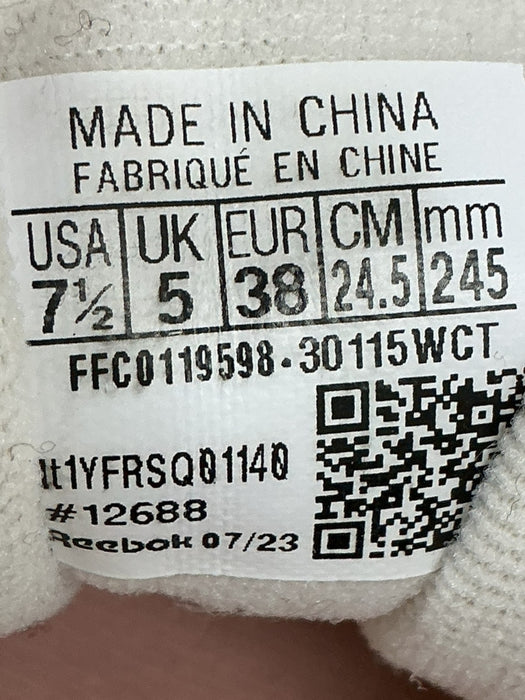 MADE IN CHINA
FABRIQUÉ EN CHINE
USA UK EUR CM mm
7½ 5 38 24.5 245
FFC0119598-30115WCT
1YFRSQ01140
#12688
Reebok 07/23